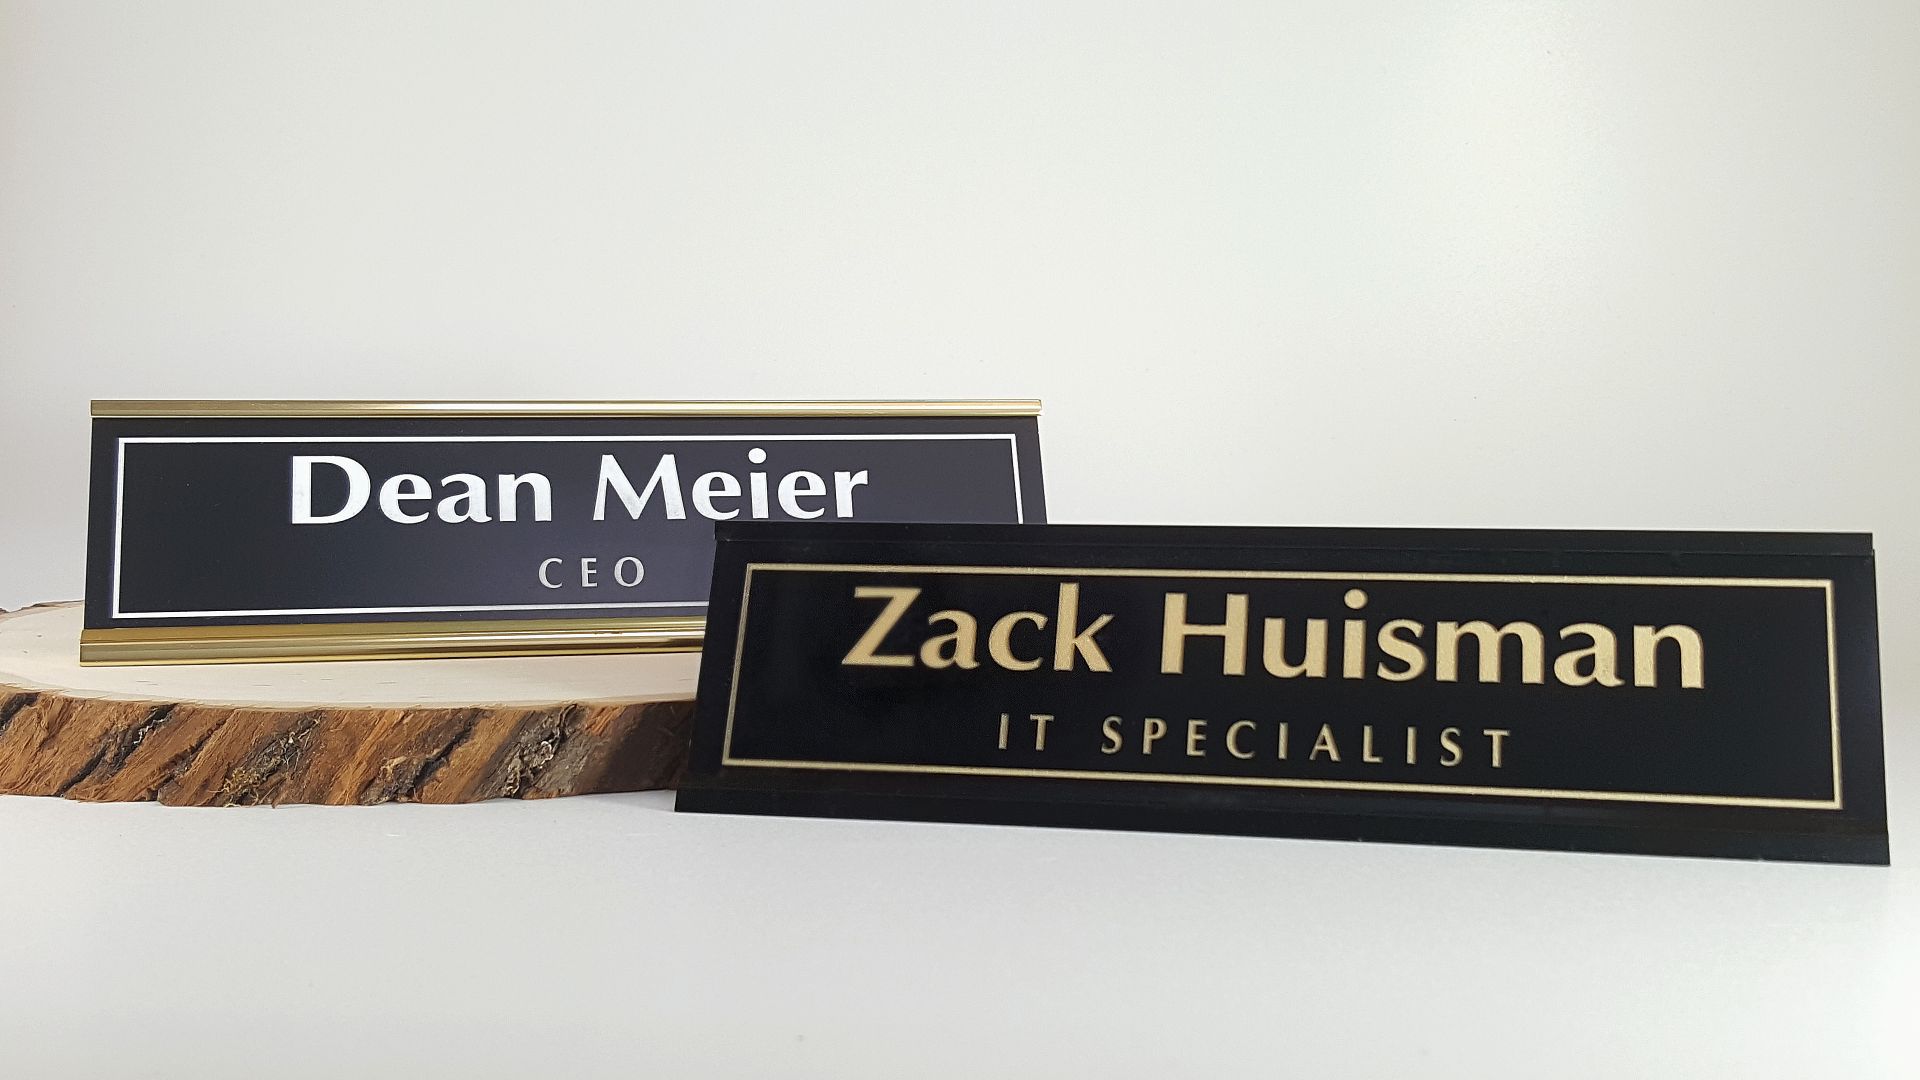 Dean Meier
CEO
Zack Huisman
IT SPECIALIST